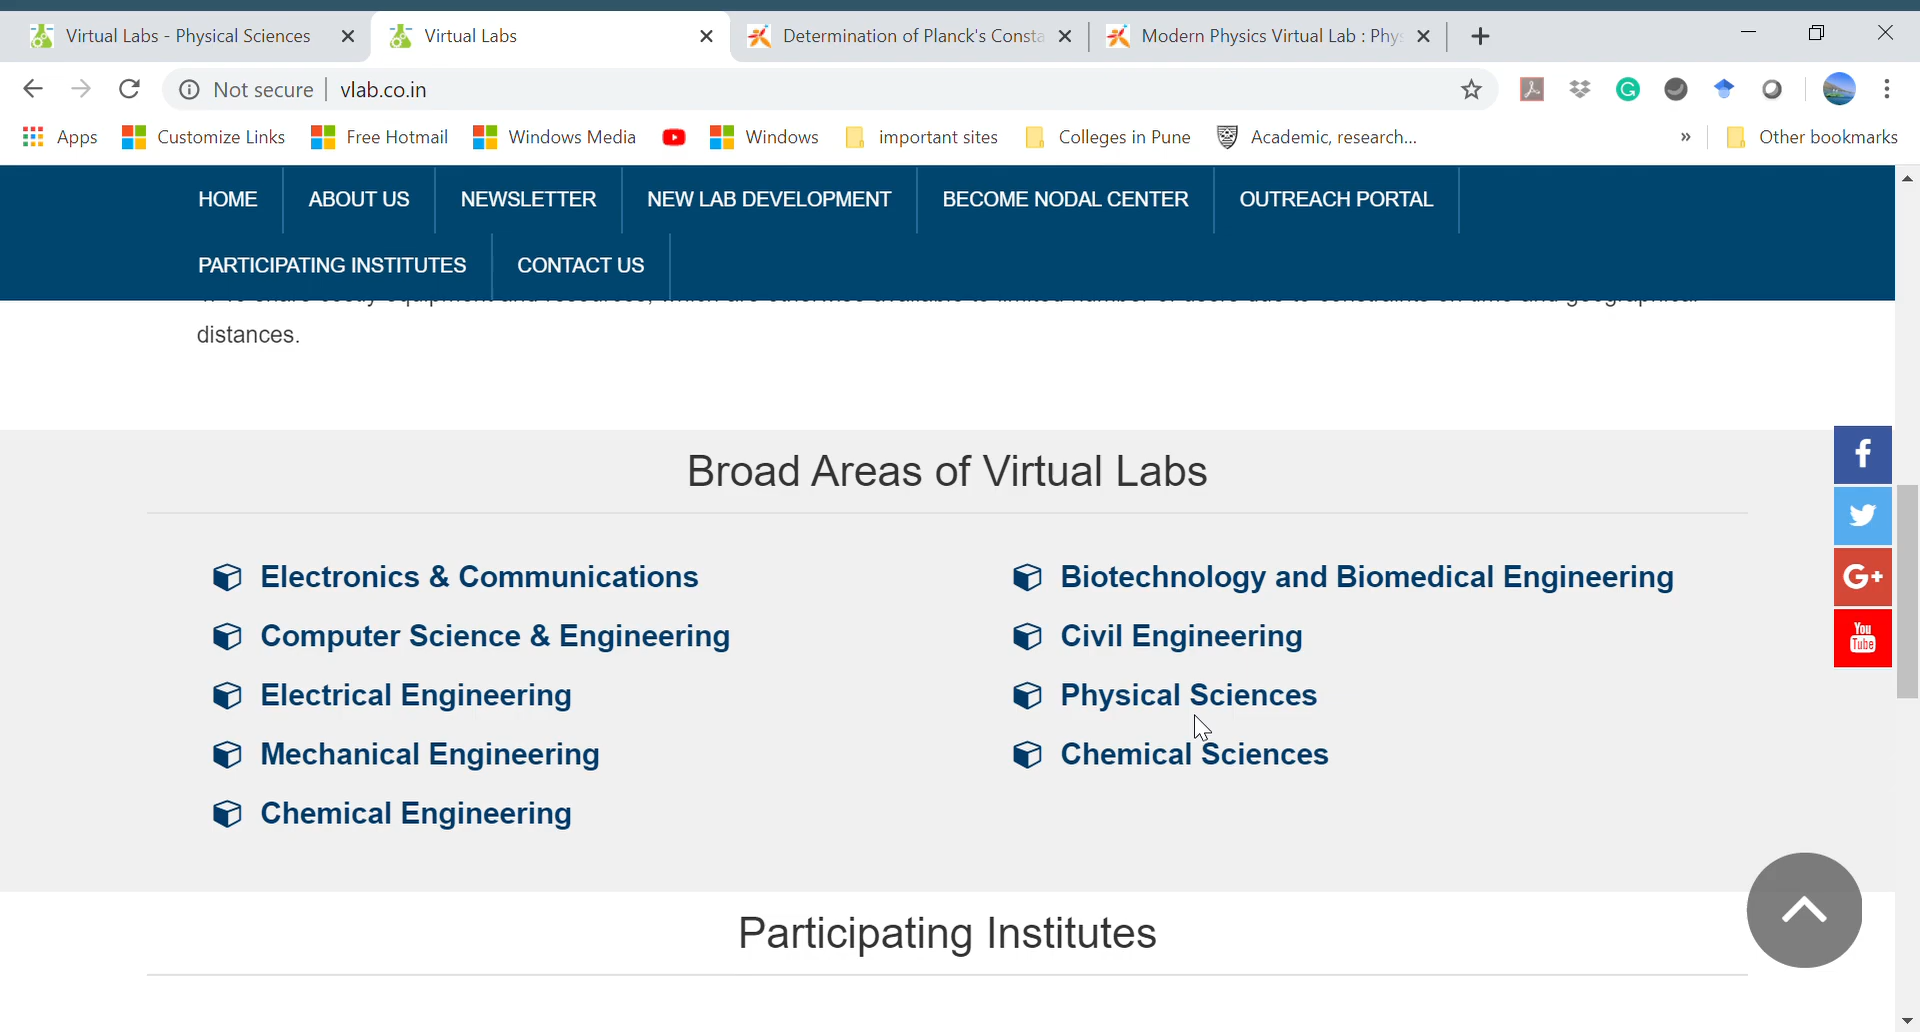 Virtual Labs - Physical Sciences
Virtual Labs
Determination of Planck's Consta
Modern Physics Virtual Lab : Phy
Not secure
vlab.co.in
Apps
Customize Links
Free Hotmail
Windows Media
Windows
important sites
Colleges in Pune
Academic, research...
»
Other bookmarks
HOME
ABOUT US
NEWSLETTER
NEW LAB DEVELOPMENT
BECOME NODAL CENTER
OUTREACH PORTAL
PARTICIPATING INSTITUTES
CONTACT US
distances.
Broad Areas of Virtual Labs
Electronics & Communications
Computer Science & Engineering
Electrical Engineering
Mechanical Engineering
Chemical Engineering
Biotechnology and Biomedical Engineering
Civil Engineering
Physical Sciences
Chemical Sciences
f
G+
You
Tube
Participating Institutes